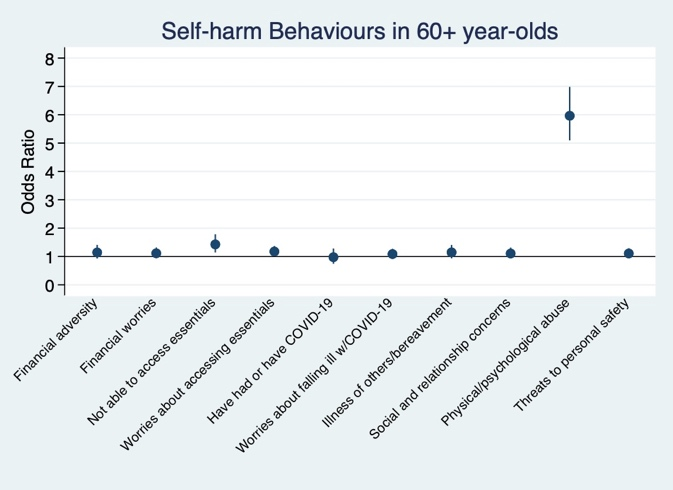 Self-harm Behaviours in 60+ year-olds
Odds Ratio
8
7
6
5
4
3
2
1
0
Financial adversity
Financial worries
Not able to access essentials
Worries about accessing essentials
Have had or have COVID-19
Worries about falling ill w/COVID-19
Illness of others/bereavement
Social and relationship concerns
Physical/psychological abuse
Threats to personal safety